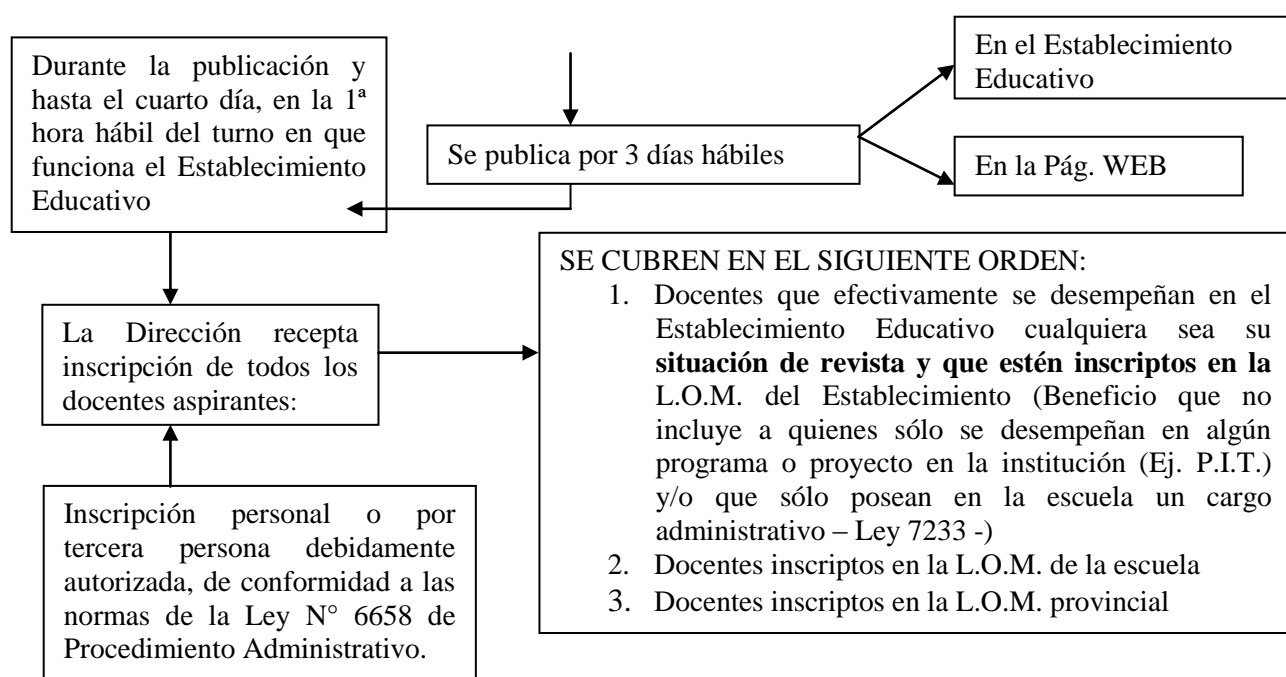 Durante la publicación y
hasta el cuarto día, en la 1ª
hora hábil del turno en que
funciona el Establecimiento
Educativo
Se publica por 3 días hábiles
En el Establecimiento
Educativo
En la Pág. WEB
La Dirección recepta
inscripción de todos los
docentes aspirantes:
Inscripción personal o por
tercera persona debidamente
autorizada, de conformidad a las
normas de la Ley N° 6658 de
Procedimiento Administrativo.
SE CUBREN EN EL SIGUIENTE ORDEN:
1. Docentes que efectivamente se desempeñan en el
Establecimiento Educativo cualquiera sea su
situación de revista y que estén inscriptos en la
L.O.M. del Establecimiento (Beneficio que no
incluye a quienes sólo se desempeñan en algún
programa o proyecto en la institución (Ej. P.I.T.)
y/o que sólo posean en la escuela un cargo
administrativo – Ley 7233 -)
2. Docentes inscriptos en la L.O.M. de la escuela
3. Docentes inscriptos en la L.O.M. provincial